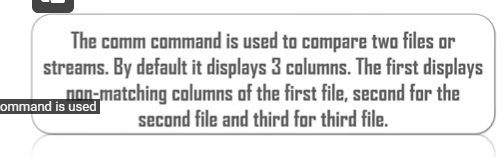 The comm command is used to compare two files or
streams. By default it displays 3 columns. The first displays
non-matching columns of the first file, second for the
ommand is used
second file and third for third file.